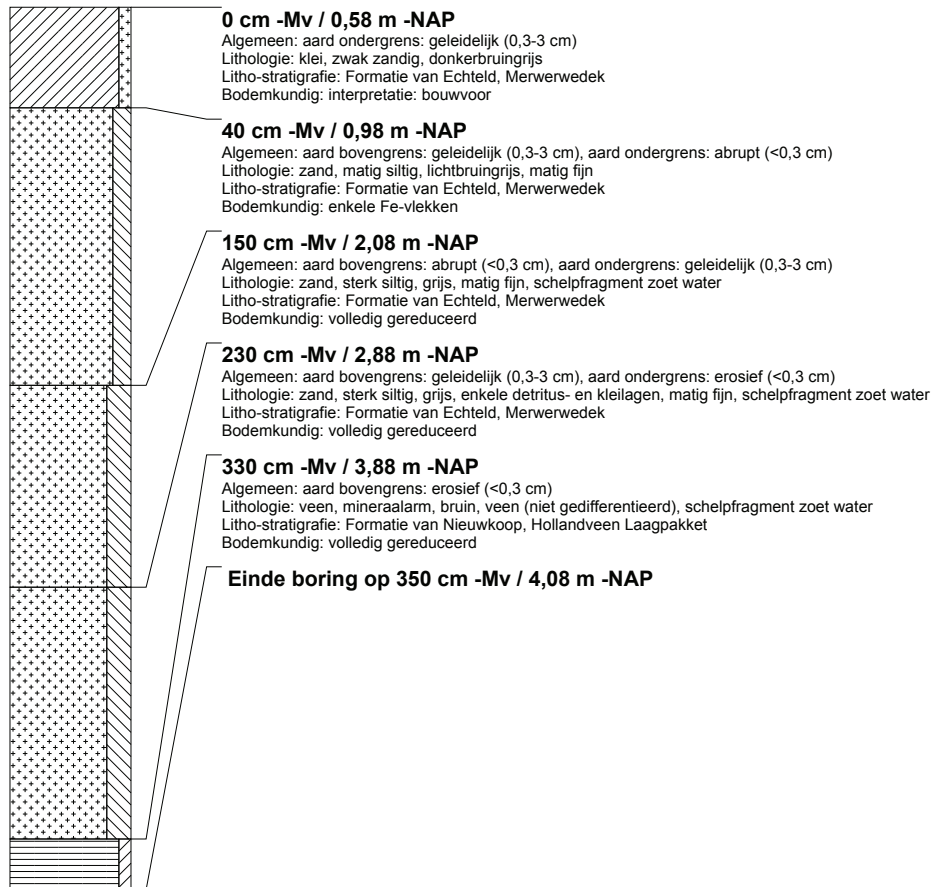 0 cm -Mv / 0,58 m -NAP
Algemeen: aard ondergrens: geleidelijk (0,3-3 cm)
Lithologie: klei, zwak zandig, donkerbruingrijs
Litho-stratigrafie: Formatie van Echteld, Merwerwedek
Bodemkundig: interpretatie: bouwvoor
40 cm -Mv / 0,98 m -NAP
Algemeen: aard bovengrens: geleidelijk (0,3-3 cm), aard ondergrens: abrupt (<0,3 cm)
Lithologie: zand, matig siltig, lichtbruingrijs, matig fijn
Litho-stratigrafie: Formatie van Echteld, Merwerwedek
Bodemkundig: enkele Fe-vlekken
150 cm -Mv / 2,08 m -NAP
Algemeen: aard bovengrens: abrupt (<0,3 cm), aard ondergrens: geleidelijk (0,3-3 cm)
Lithologie: zand, sterk siltig, grijs, matig fijn, schelpfragment zoet water
Litho-stratigrafie: Formatie van Echteld, Merwerwedek
Bodemkundig: volledig gereduceerd
230 cm -Mv / 2,88 m -NAP
Algemeen: aard bovengrens: geleidelijk (0,3-3 cm), aard ondergrens: erosief (<0,3 cm)
Lithologie: zand, sterk siltig, grijs, enkele detritus- en kleilagen, matig fijn, schelpfragment zoet water
Litho-stratigrafie: Formatie van Echteld, Merwerwedek
Bodemkundig: volledig gereduceerd
330 cm -Mv / 3,88 m -NAP
Algemeen: aard bovengrens: erosief (<0,3 cm)
Lithologie: veen, mineraalarm, bruin, veen (niet gedifferentieerd), schelpfragment zoet water
Litho-stratigrafie: Formatie van Nieuwkoop, Hollandveen Laagpakket
Bodemkundig: volledig gereduceerd
Einde boring op 350 cm -Mv / 4,08 m -NAP